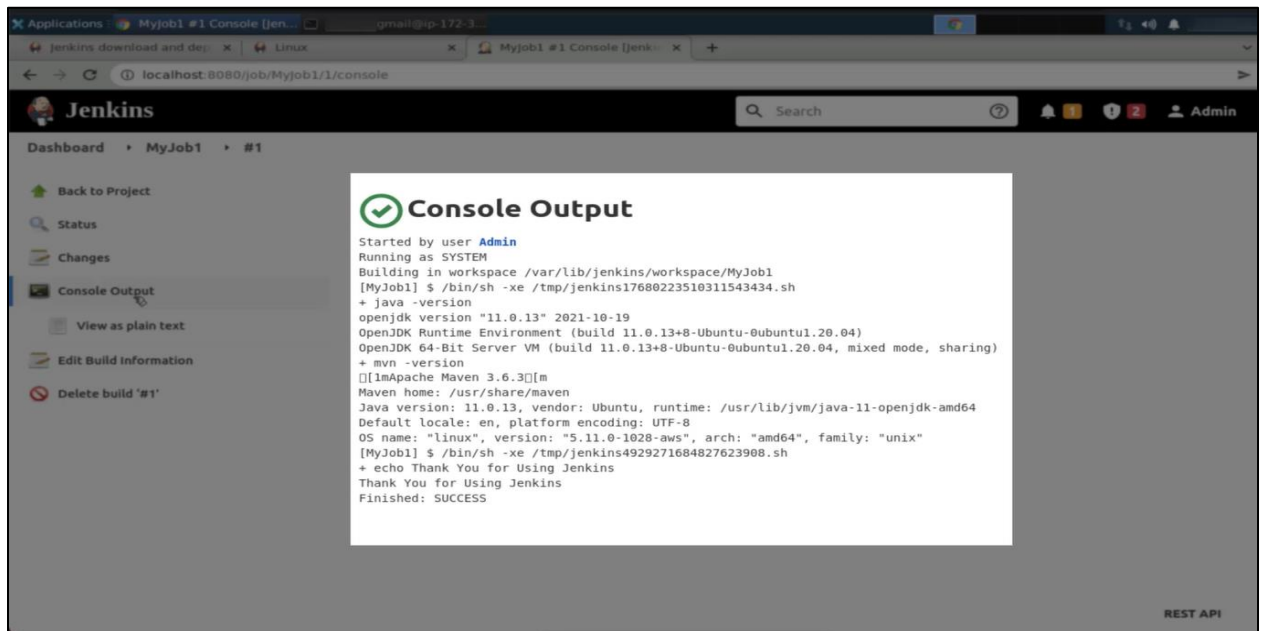 Applications : MyJob1 #1 Console [Jen...
gmail@ip-172-3...
Jenkins download and dep
Linux
MyJob1 #1 Console [Jenki
localhost:8080/job/MyJob1/1/console
Jenkins
Search
1
2
Admin
Dashboard
MyJob1
#1
Back to Project
Status
Changes
Console Output
View as plain text
Edit Build Information
Delete build '#1'
Console Output
Started by user Admin
Running as SYSTEM
Building in workspace /var/lib/jenkins/workspace/MyJob1
[MyJob1] $ /bin/sh -xe /tmp/jenkins17680223510311543434.sh
+ java -version
openjdk version "11.0.13" 2021-10-19
OpenJDK Runtime Environment (build 11.0.13+8-Ubuntu-0ubuntu1.20.04)
OpenJDK 64-Bit Server VM (build 11.0.13+8-Ubuntu-0ubuntu1.20.04, mixed mode, sharing)
+ mvn -version
□[1mApache Maven 3.6.3□[m
Maven home: /usr/share/maven
Java version: 11.0.13, vendor: Ubuntu, runtime: /usr/lib/jvm/java-11-openjdk-amd64
Default locale: en, platform encoding: UTF-8
OS name: "linux", version: "5.11.0-1028-aws", arch: "amd64", family: "unix"
[MyJob1] $ /bin/sh -xe /tmp/jenkins4929271684827623908.sh
+ echo Thank You for Using Jenkins
Thank You for Using Jenkins
Finished: SUCCESS
REST API